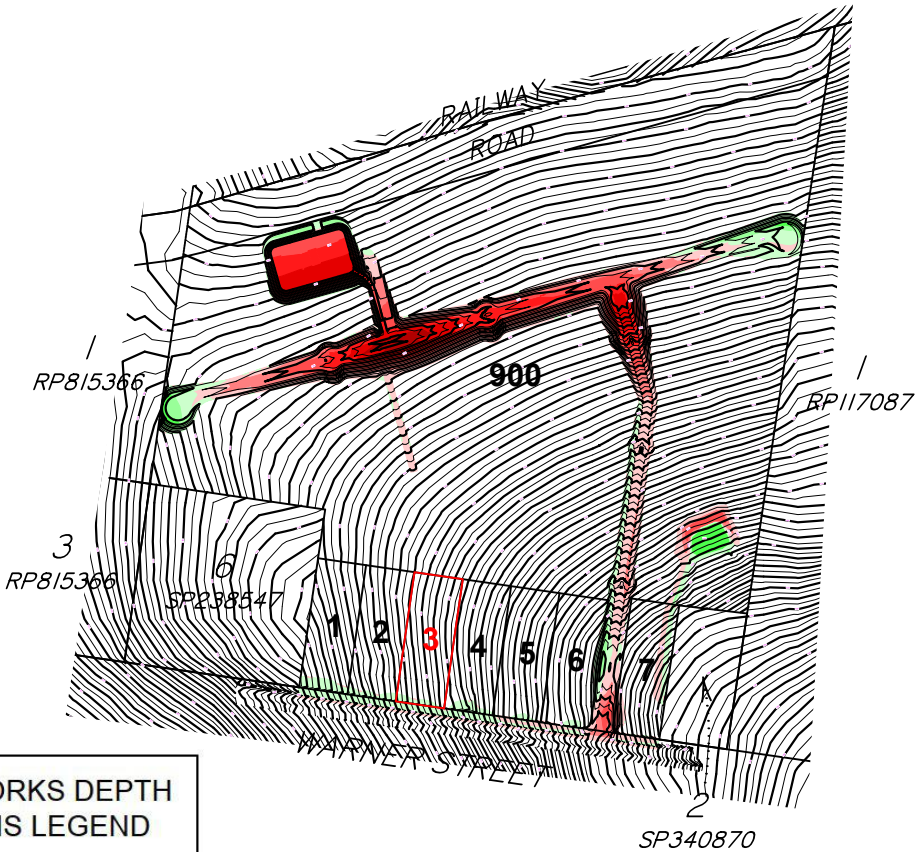 RAILWAY
ROAD
1
RP815366
900
1
RP117087
3
RP815366
6
SP238547
1
2
3
4
5
6
7
WARNER STREET
2
SP340870
ORKS DEPTH
IS LEGEND